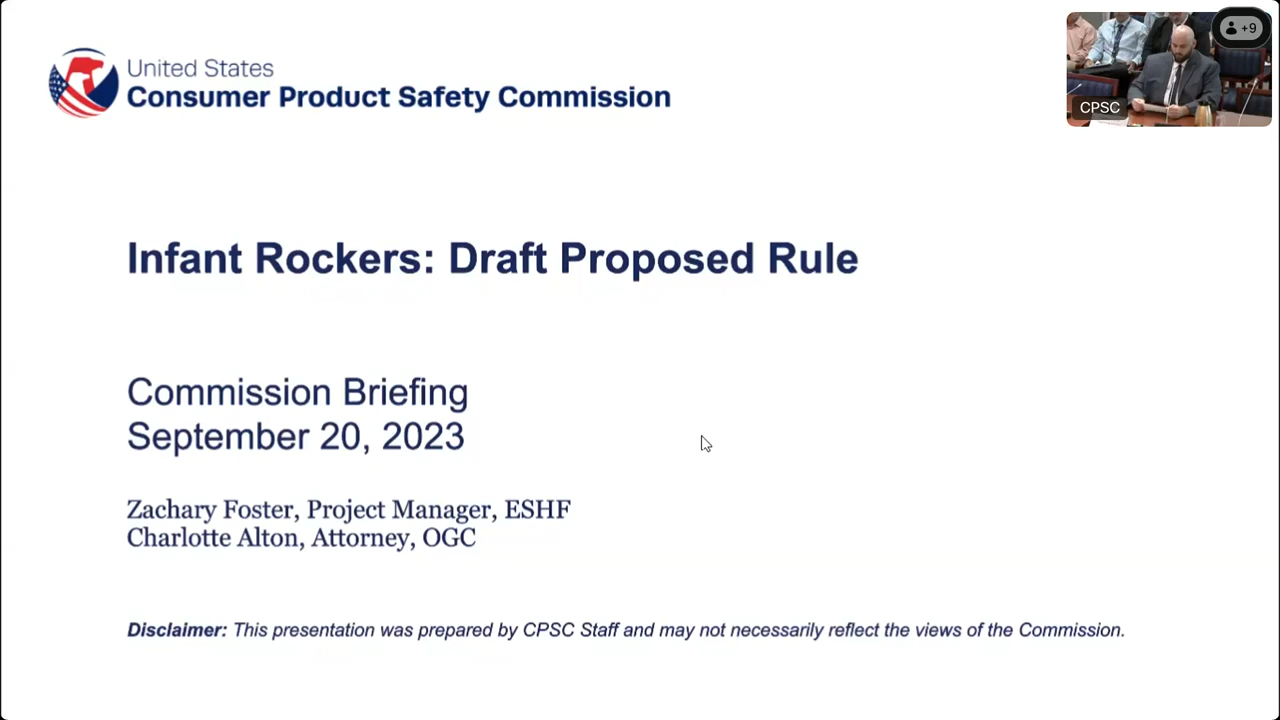 United States
Consumer Product Safety Commission
+9
CPSC
Infant Rockers: Draft Proposed Rule
Commission Briefing
September 20, 2023
Zachary Foster, Project Manager, ESHF
Charlotte Alton, Attorney, OGC
Disclaimer: This presentation was prepared by CPSC Staff and may not necessarily reflect the views of the Commission.